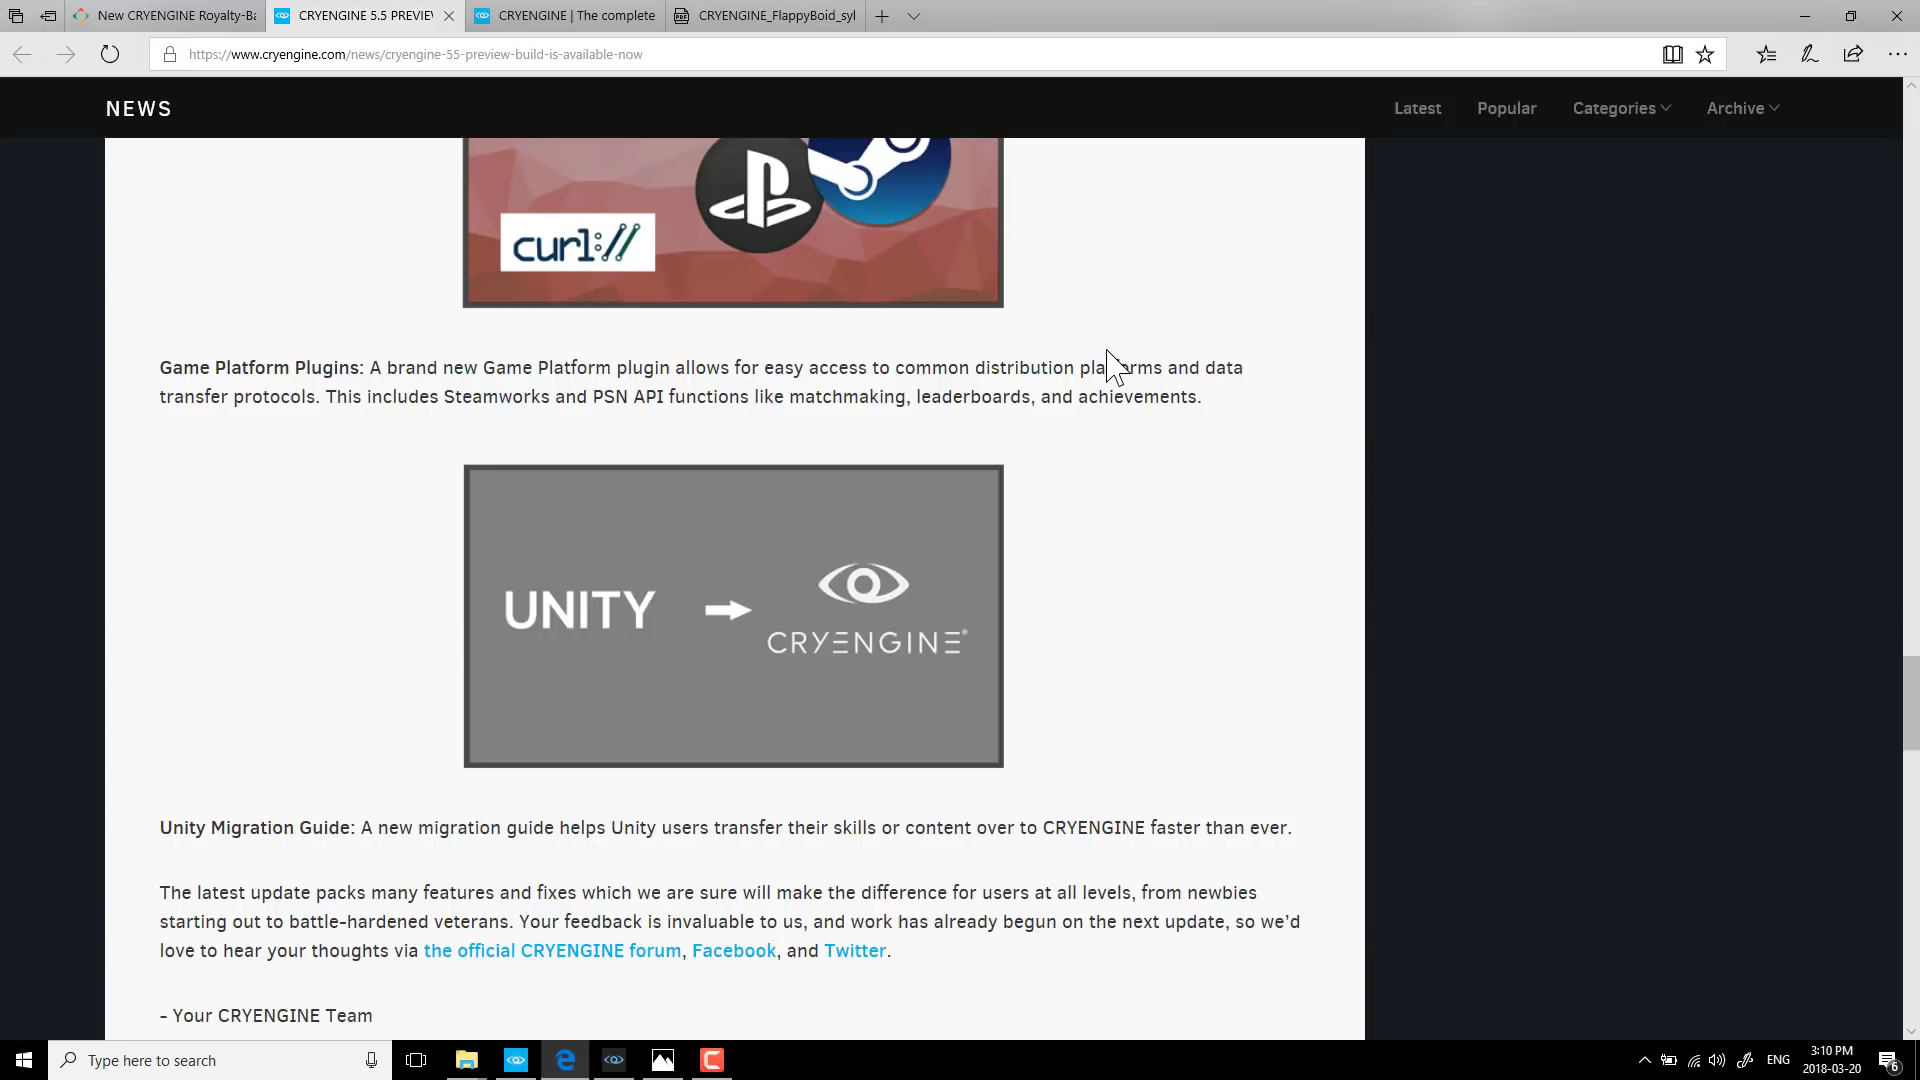 New CRYENGINE Royalty-Ba
CRYENGINE 5.5 PREVIEV
CRYENGINE | The complete
CRYENGINE_FlappyBoid_syl
https://www.cryengine.com/news/cryengine-55-preview-build-is-available-now
NEWS
Latest
Popular
Categories
Archive
curl://
Game Platform Plugins: A brand new Game Platform plugin allows for easy access to common distribution platforms and data
transfer protocols. This includes Steamworks and PSN API functions like matchmaking, leaderboards, and achievements.
UNITY
CRYENGINE®
Unity Migration Guide: A new migration guide helps Unity users transfer their skills or content over to CRYENGINE faster than ever.
The latest update packs many features and fixes which we are sure will make the difference for users at all levels, from newbies
starting out to battle-hardened veterans. Your feedback is invaluable to us, and work has already begun on the next update, so we'd
love to hear your thoughts via the official CRYENGINE forum, Facebook, and Twitter.
- Your CRYENGINE Team
Type here to search
ENG
3:10 PM
2018-03-20
6